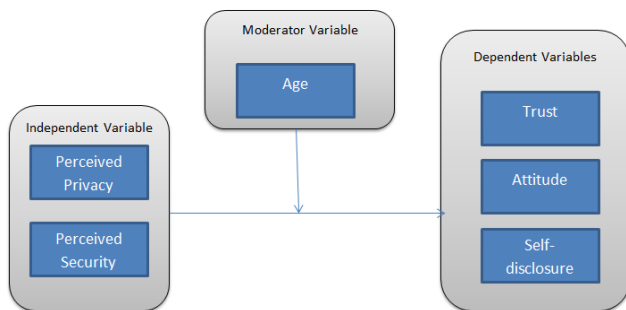 Moderator Variable
Age
Independent Variable
Perceived
Privacy
Perceived
Security
Dependent Variables
Trust
Attitude
Self-
disclosure